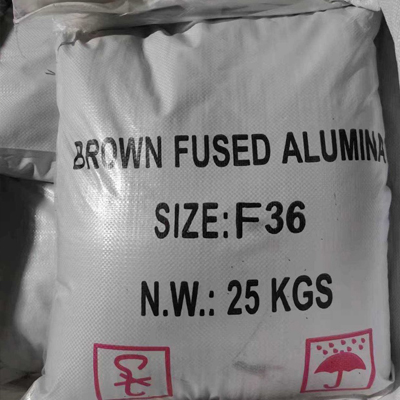 BROWN FUSED ALUMINA
SIZE:F36
N.W.: 25 KGS